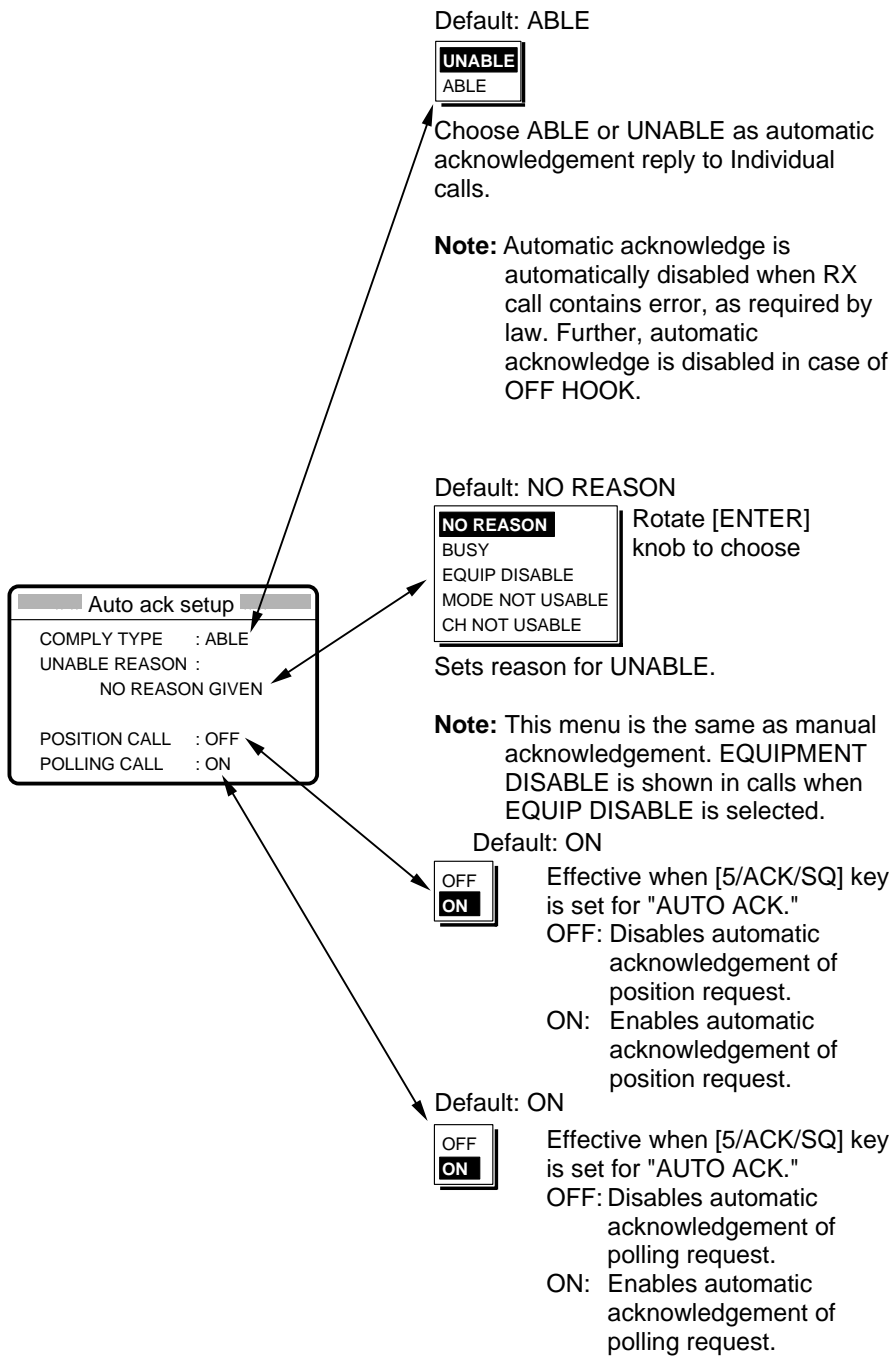 Default: ABLE
UNABLE
ABLE
Choose ABLE or UNABLE as automatic
acknowledgement reply to Individual
calls.
Note: Automatic acknowledge is
automatically disabled when RX
call contains error, as required by
law. Further, automatic
acknowledge is disabled in case of
OFF HOOK.
Default: NO REASON
NO REASON
BUSY
EQUIP DISABLE
MODE NOT USABLE
CH NOT USABLE
Rotate [ENTER]
knob to choose
Sets reason for UNABLE.
Note: This menu is the same as manual
acknowledgement. EQUIPMENT
DISABLE is shown in calls when
EQUIP DISABLE is selected.
Auto ack setup
COMPLY TYPE : ABLE
UNABLE REASON :
NO REASON GIVEN
POSITION CALL : OFF
POLLING CALL : ON
Default: ON
OFF
ON
Effective when [5/ACK/SQ] key
is set for "AUTO ACK."
OFF: Disables automatic
acknowledgement of
position request.
ON: Enables automatic
acknowledgement of
position request.
Default: ON
OFF
ON
Effective when [5/ACK/SQ] key
is set for "AUTO ACK."
OFF: Disables automatic
acknowledgement of
polling request.
ON: Enables automatic
acknowledgement of
polling request.